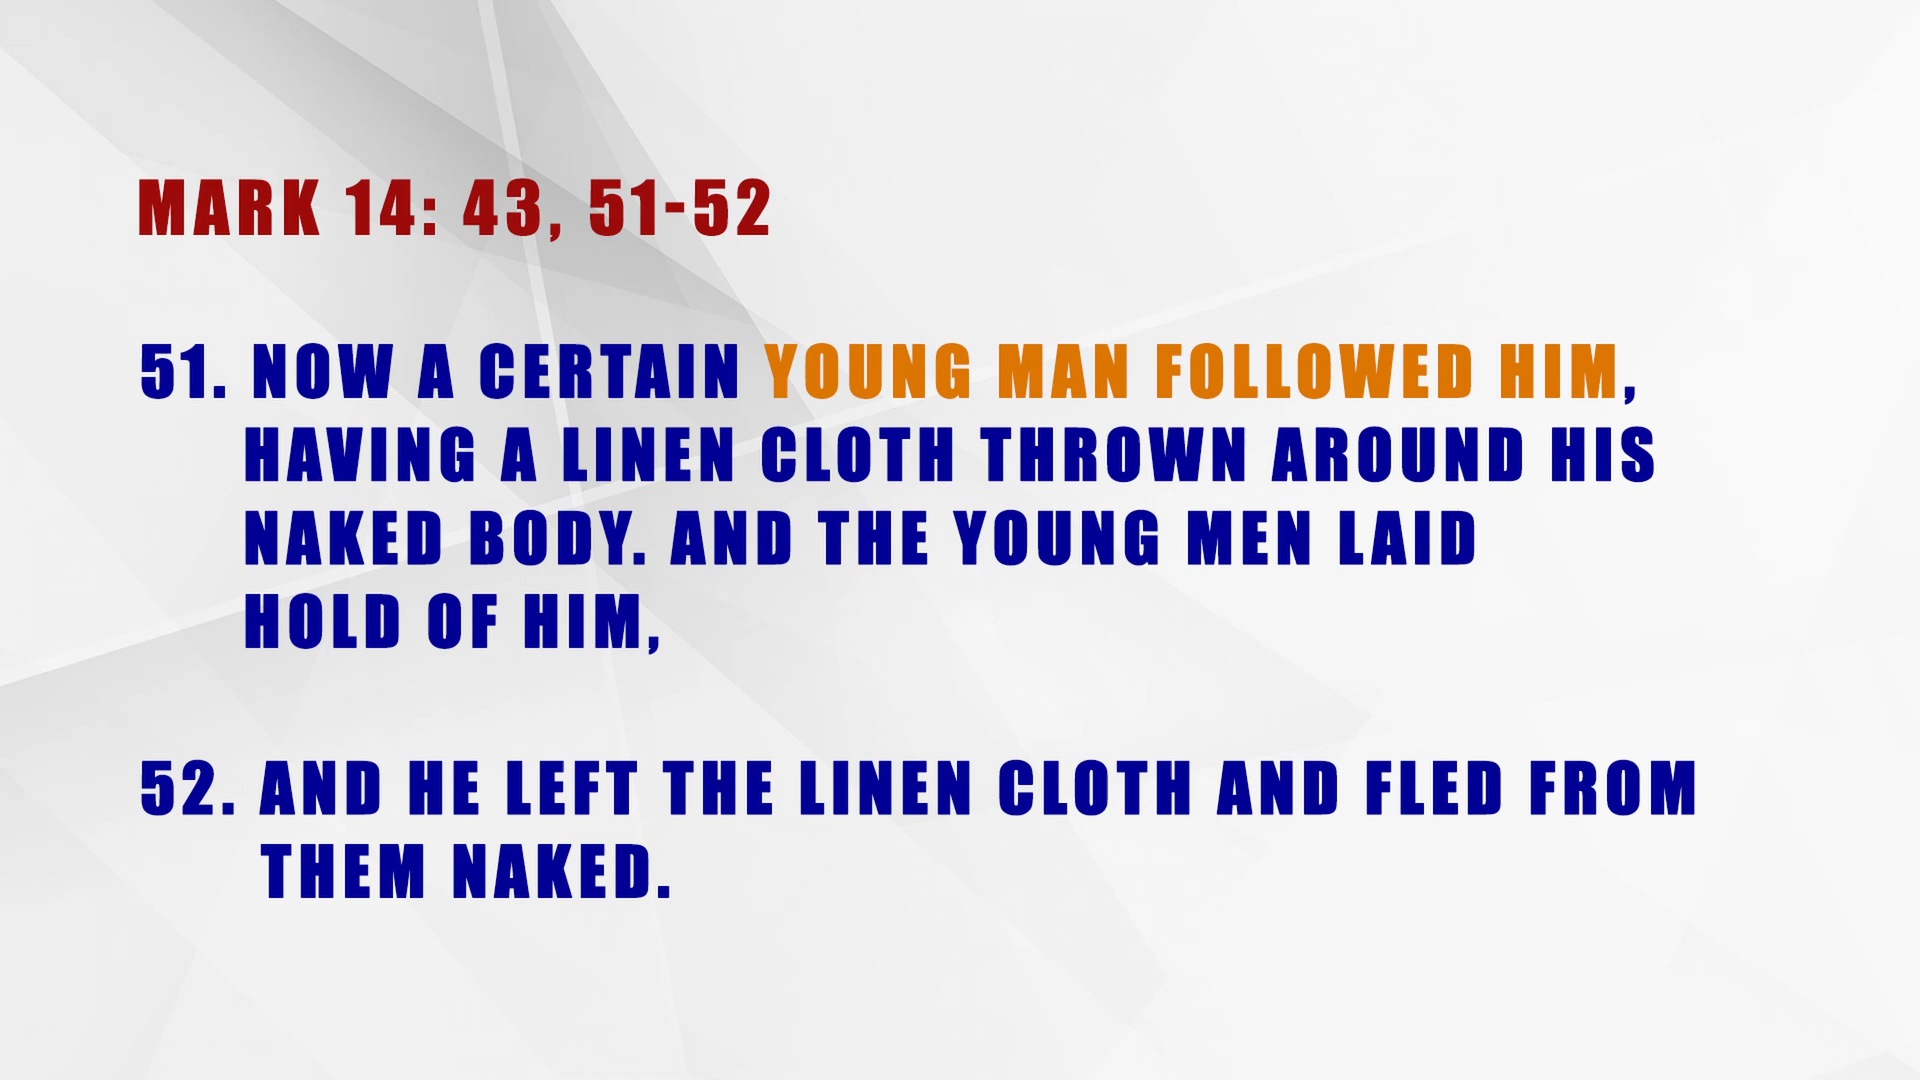 MARK 14: 43, 51-52
51. NOW A CERTAIN YOUNG MAN FOLLOWED HIM,
HAVING A LINEN CLOTH THROWN AROUND HIS
NAKED BODY. AND THE YOUNG MEN LAID
HOLD OF HIM,
52. AND HE LEFT THE LINEN CLOTH AND FLED FROM
THEM NAKED.